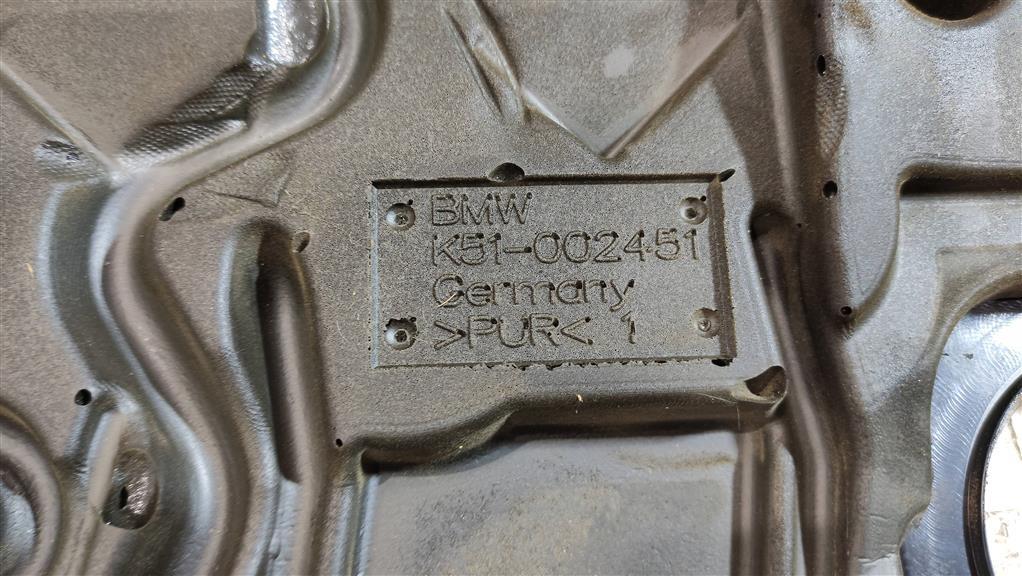 BMW
K51-002451
Germany
>PUR< 1